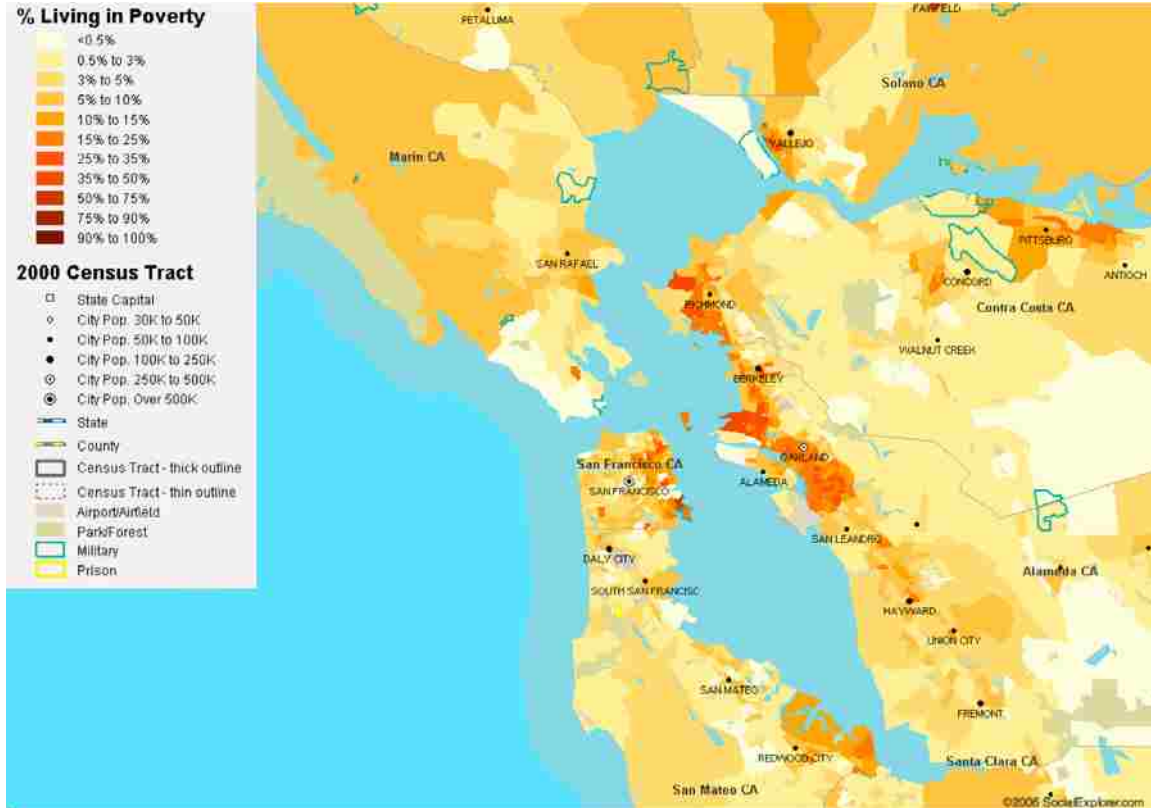 % Living in Poverty
<0.5%
0.5% to 3%
3% to 5%
5% to 10%
10% to 15%
15% to 25%
25% to 35%
35% to 50%
50% to 75%
75% to 90%
90% to 100%
2000 Census Tract
State Capital
City Pop. 30K to 50K
City Pop. 50K to 100K
City Pop. 100K to 250K
City Pop. 250K to 500K
City Pop. Over 500K
State
County
Census Tract - thick outline
Census Tract - thin outline
Airport/Airfield
Park/Forest
Military
Prison
PETALUMA
FAIRFIELD
Solano CA
VALLEJO
Marin CA
SAN RAFAEL
PITTSBURG
ANTIOCH
CONCORD
Contra Costa CA
RICHMOND
WALNUT CREEK
BERKELEY
OAKLAND
San Francisco CA
SAN FRANCISCO
ALAMEDA
SAN LEANDRO
DALY CITY
Alameda CA
SOUTH SAN FRANCISC
HAYWARD
UNION CITY
SAN MATEO
FREMONT
REDWOOD CITY
Santa Clara CA
San Mateo CA
©2006 SocialExplorer.com